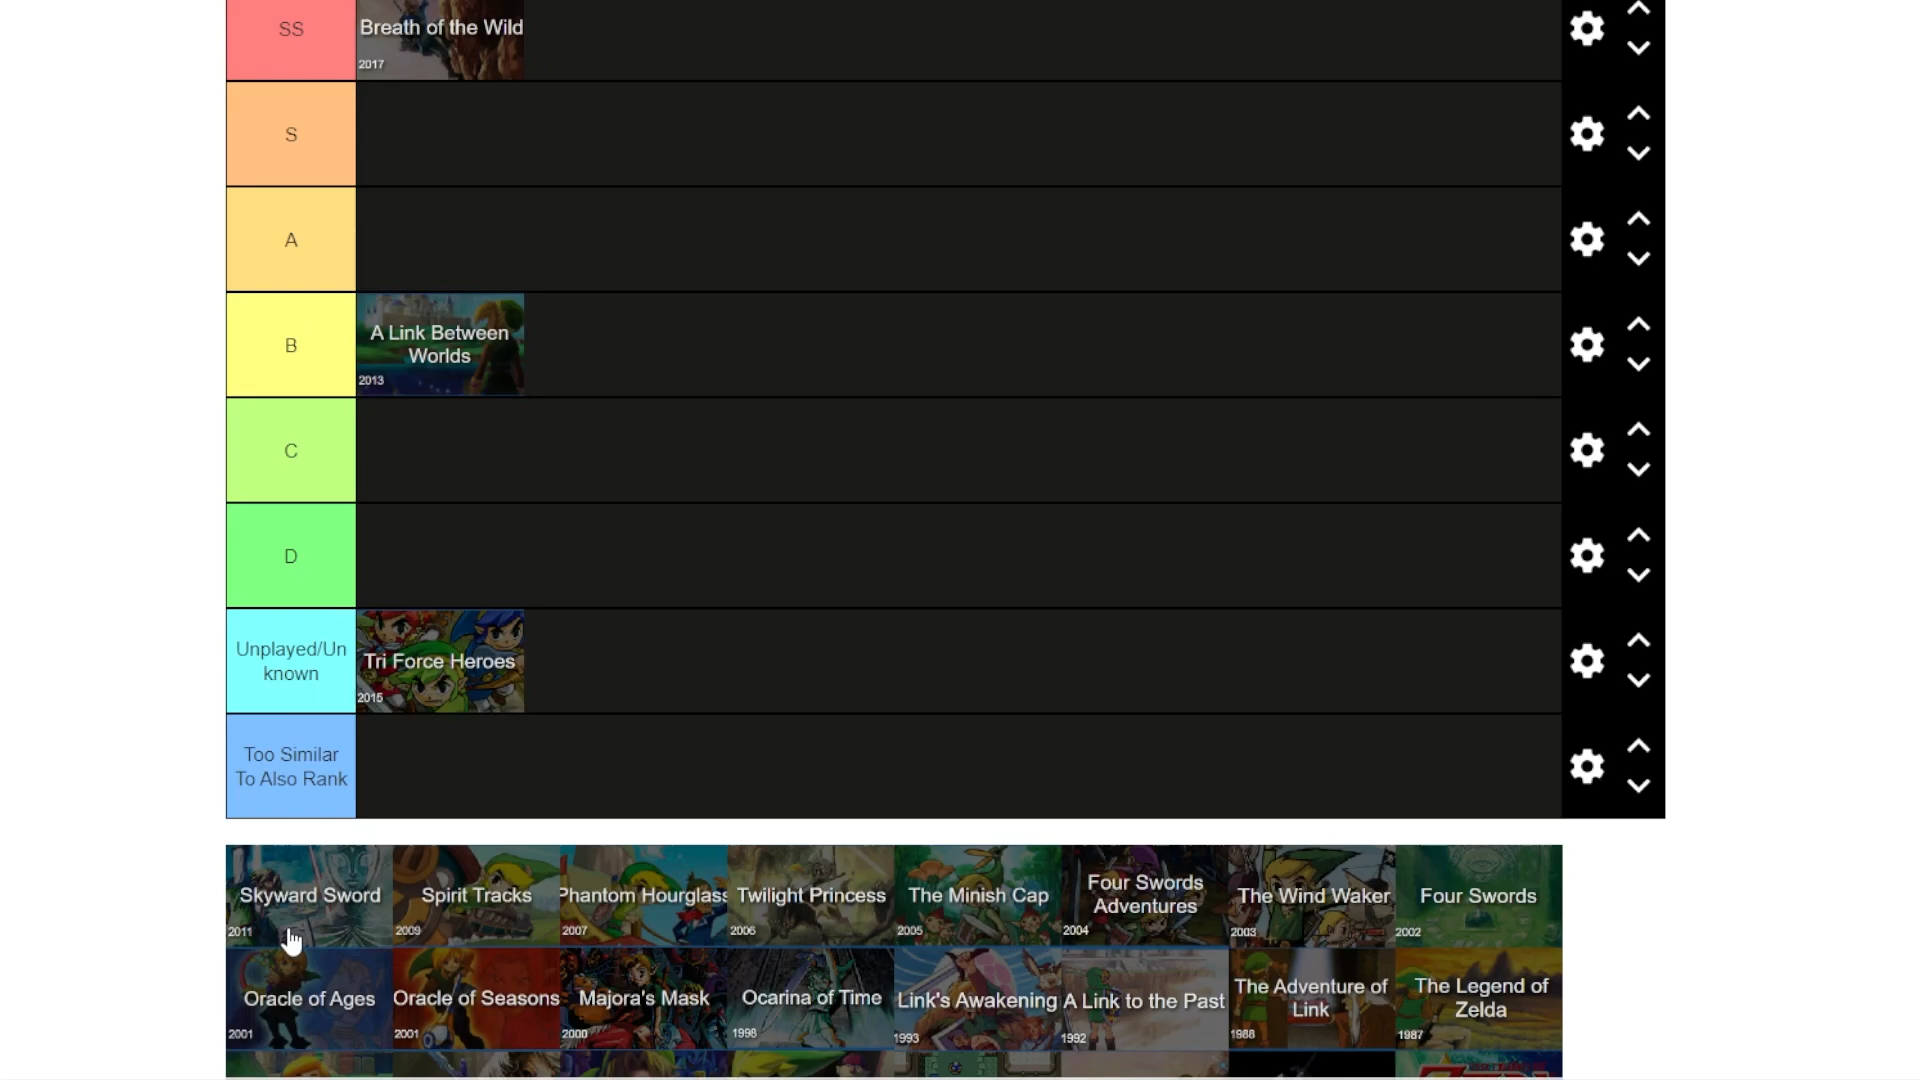 SS
Breath of the Wild
2017
S
A
B
A Link Between
Worlds
2013
C
D
Unplayed/Un
known
Tri Force Heroes
2015
Too Similar
To Also Rank
Skyward Sword
2011
Spirit Tracks
2009
Phantom Hourglass
2007
Twilight Princess
2006
The Minish Cap
2005
Four Swords
Adventures
2004
The Wind Waker
2003
Four Swords
2002
Oracle of Ages
2001
Oracle of Seasons
2001
Majora's Mask
2000
Ocarina of Time
1998
Link's Awakening
1993
A Link to the Past
1992
The Adventure of
Link
1988
The Legend of
Zelda
1987